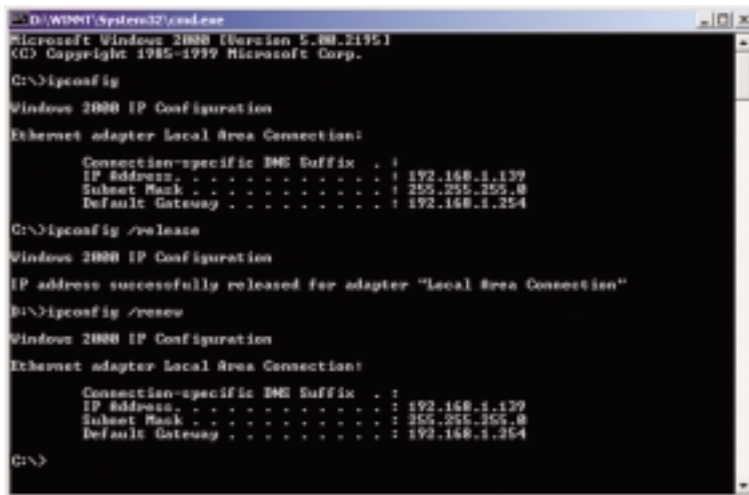 D:\WINNT\System32\cmd.exe
Microsoft Windows 2000 [Version 5.00.2195]
(C) Copyright 1985-1999 Microsoft Corp.
C:\>ipconfig
Windows 2000 IP Configuration
Ethernet adapter Local Area Connection:
Connection-specific DNS Suffix . :
IP Address. . . . . . . . . . . . : 192.168.1.139
Subnet Mask . . . . . . . . . . . : 255.255.255.0
Default Gateway . . . . . . . . . : 192.168.1.254
C:\>ipconfig /release
Windows 2000 IP Configuration
IP address successfully released for adapter "Local Area Connection"
D:\>ipconfig /renew
Windows 2000 IP Configuration
Ethernet adapter Local Area Connection:
Connection-specific DNS Suffix . :
IP Address. . . . . . . . . . . . : 192.168.1.139
Subnet Mask . . . . . . . . . . . : 255.255.255.0
Default Gateway . . . . . . . . . : 192.168.1.254
C:\>